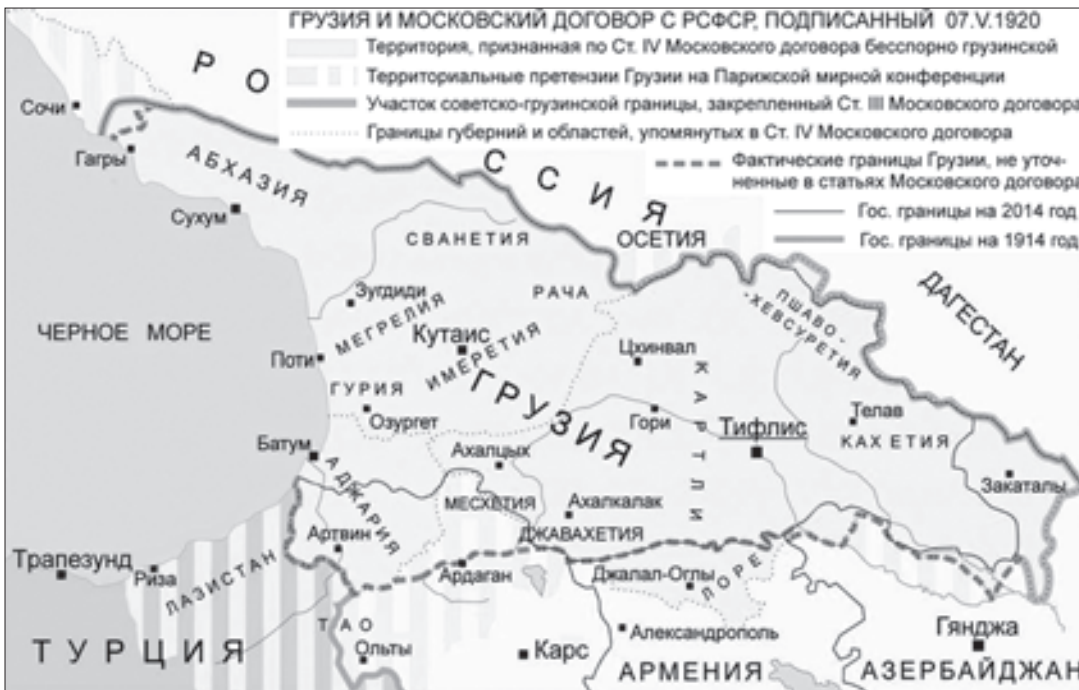 ГРУЗИЯ И МОСКОВСКИЙ ДОГОВОР С РСФСР, ПОДПИСАННЫЙ 07.V.1920
Территория, признанная по Ст. IV Московского договора бесспорно грузинской
Территориальные претензии Грузии на Парижской мирной конференции
Участок советско-грузинской границы, закрепленный Ст. III Московского договора
Границы губерний и областей, упомянутых в Ст. IV Московского договора
Фактические границы Грузии, не уточ-
ненные в статьях Московского договора
Гос. границы на 2014 год
Гос. границы на 1914 год
РОССИЯ
Сочи
Гагры
АБХАЗИЯ
Сухум
СВАНЕТИЯ
ОСЕТИЯ
ДАГЕСТАН
Зугдиди
РАЧА
ПШАВО-
-ХЕВСУРЕТИЯ
ЧЕРНОЕ МОРЕ
МЕГРЕЛИЯ
Кутаис
ИМЕРЕТИЯ
Поти
Цхинвал
ГРУЗИЯ
КАРТЛИ
ГУРИЯ
Озургет
Гори
Тифлис
Телав
КАХЕТИЯ
Батум
Ахалцых
Закаталы
АДЖАРИЯ
МЕСХЕТИЯ
Ахалкалак
ДЖАВАХЕТИЯ
Артвин
Трапезунд
Риза
ЛАЗИСТАН
Ардаган
Джалал-Оглы
ЛОРЕ
ТАО
Александрополь
Гянджа
ТУРЦИЯ
Ольты
Карс
АРМЕНИЯ
АЗЕРБАЙДЖАН